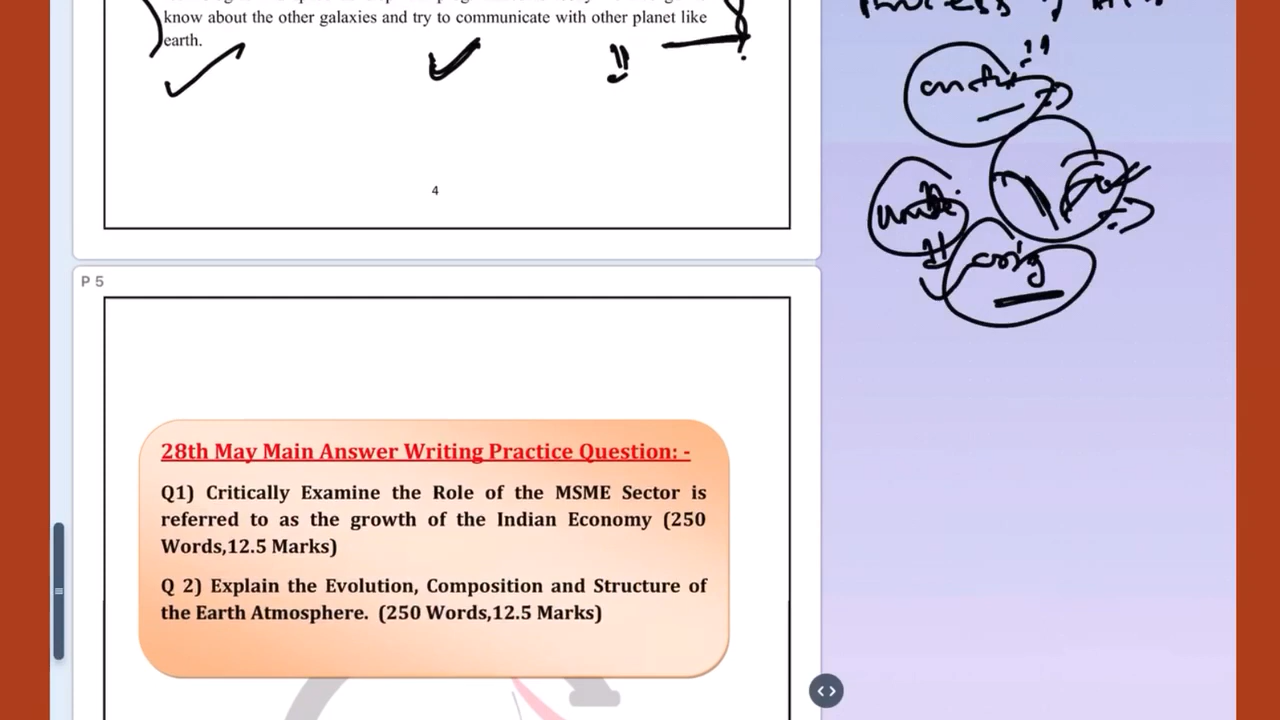 know about the other galaxies and try to communicate with other planet like
earth.
4
P 5
28th May Main Answer Writing Practice Question: -
Q1) Critically Examine the Role of the MSME Sector is
referred to as the growth of the Indian Economy (250
Words,12.5 Marks)
Q 2) Explain the Evolution, Composition and Structure of
the Earth Atmosphere. (250 Words,12.5 Marks)